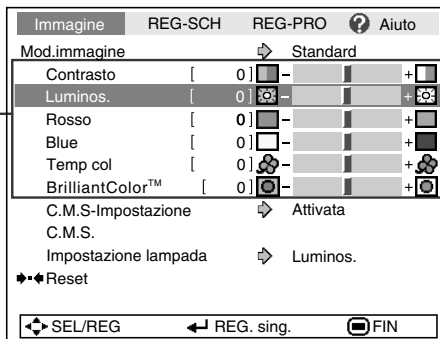 Immagine REG-SCH REG-PRO ? Aiuto
Mod.immagine Standard
Contrasto [ 0 ] - +
Luminos. [ 0 ] - +
Rosso [ 0 ] - +
Blue [ 0 ] - +
Temp col [ 0 ] - +
BrilliantColor™ [ 0 ] - +
C.M.S-Impostazione Attivata
C.M.S.
Impostazione lampada Luminos.
Reset
SEL/REG REG. sing. FIN